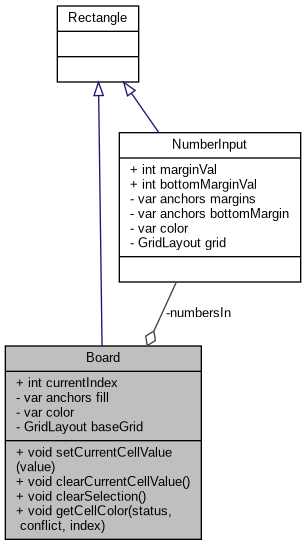 Rectangle
NumberInput
+ int marginVal
+ int bottomMarginVal
- var anchors margins
- var anchors bottomMargin
- var color
- GridLayout grid
-numbersIn
Board
+ int currentIndex
- var anchors fill
- var color
- GridLayout baseGrid
+ void setCurrentCellValue
(value)
+ void clearCurrentCellValue()
+ void clearSelection()
+ void getCellColor(status,
conflict, index)